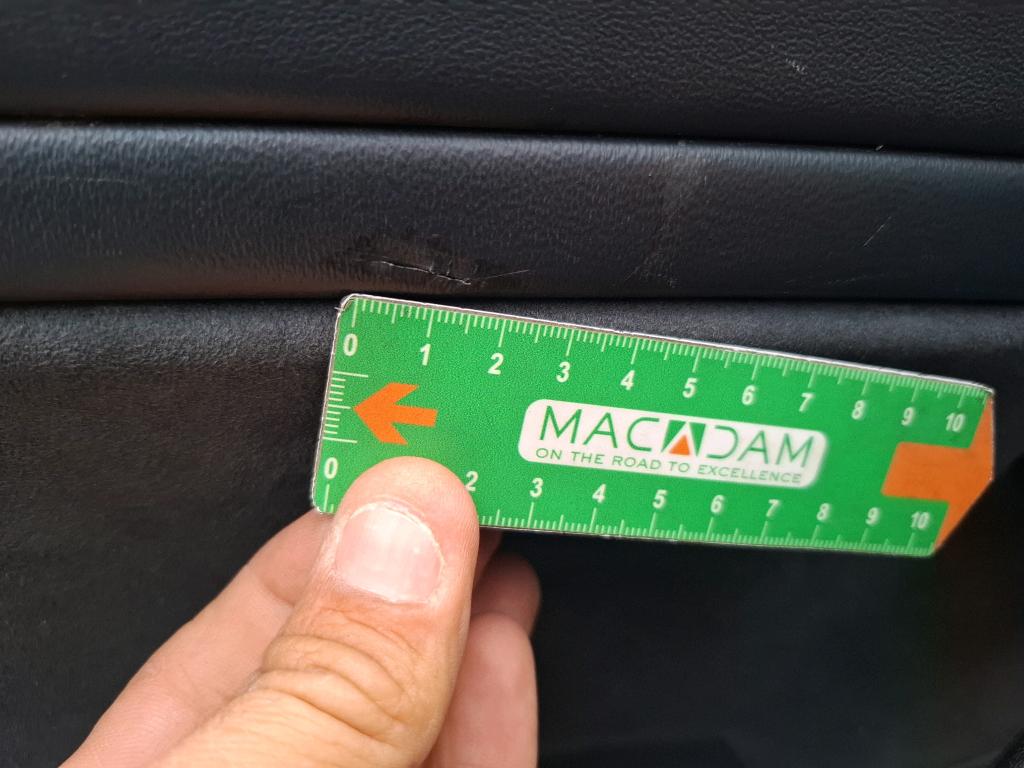 0 1 2 3 4 5 6 7 8 9 10
MACADAM
ON THE ROAD TO EXCELLENCE
0 2 3 4 5 6 7 8 9 10